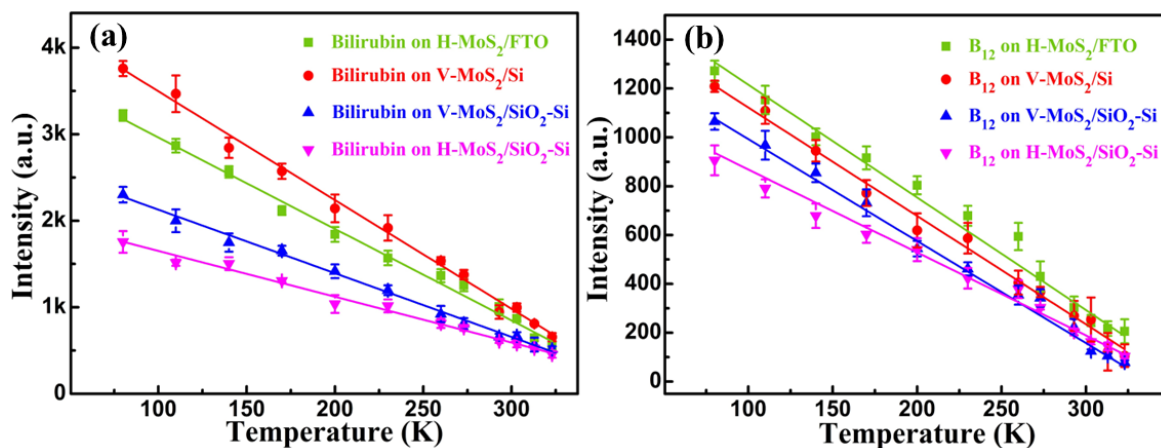 (a)
Bilirubin on H-MoS₂/FTO
Bilirubin on V-MoS₂/Si
Bilirubin on V-MoS₂/SiO₂-Si
Bilirubin on H-MoS₂/SiO₂-Si
Intensity (a.u.)
4k
3k
2k
1k
0
100 150 200 250 300
Temperature (K)
(b)
B₁₂ on H-MoS₂/FTO
B₁₂ on V-MoS₂/Si
B₁₂ on V-MoS₂/SiO₂-Si
B₁₂ on H-MoS₂/SiO₂-Si
Intensity (a.u.)
1400
1200
1000
800
600
400
200
0
100 150 200 250 300
Temperature (K)